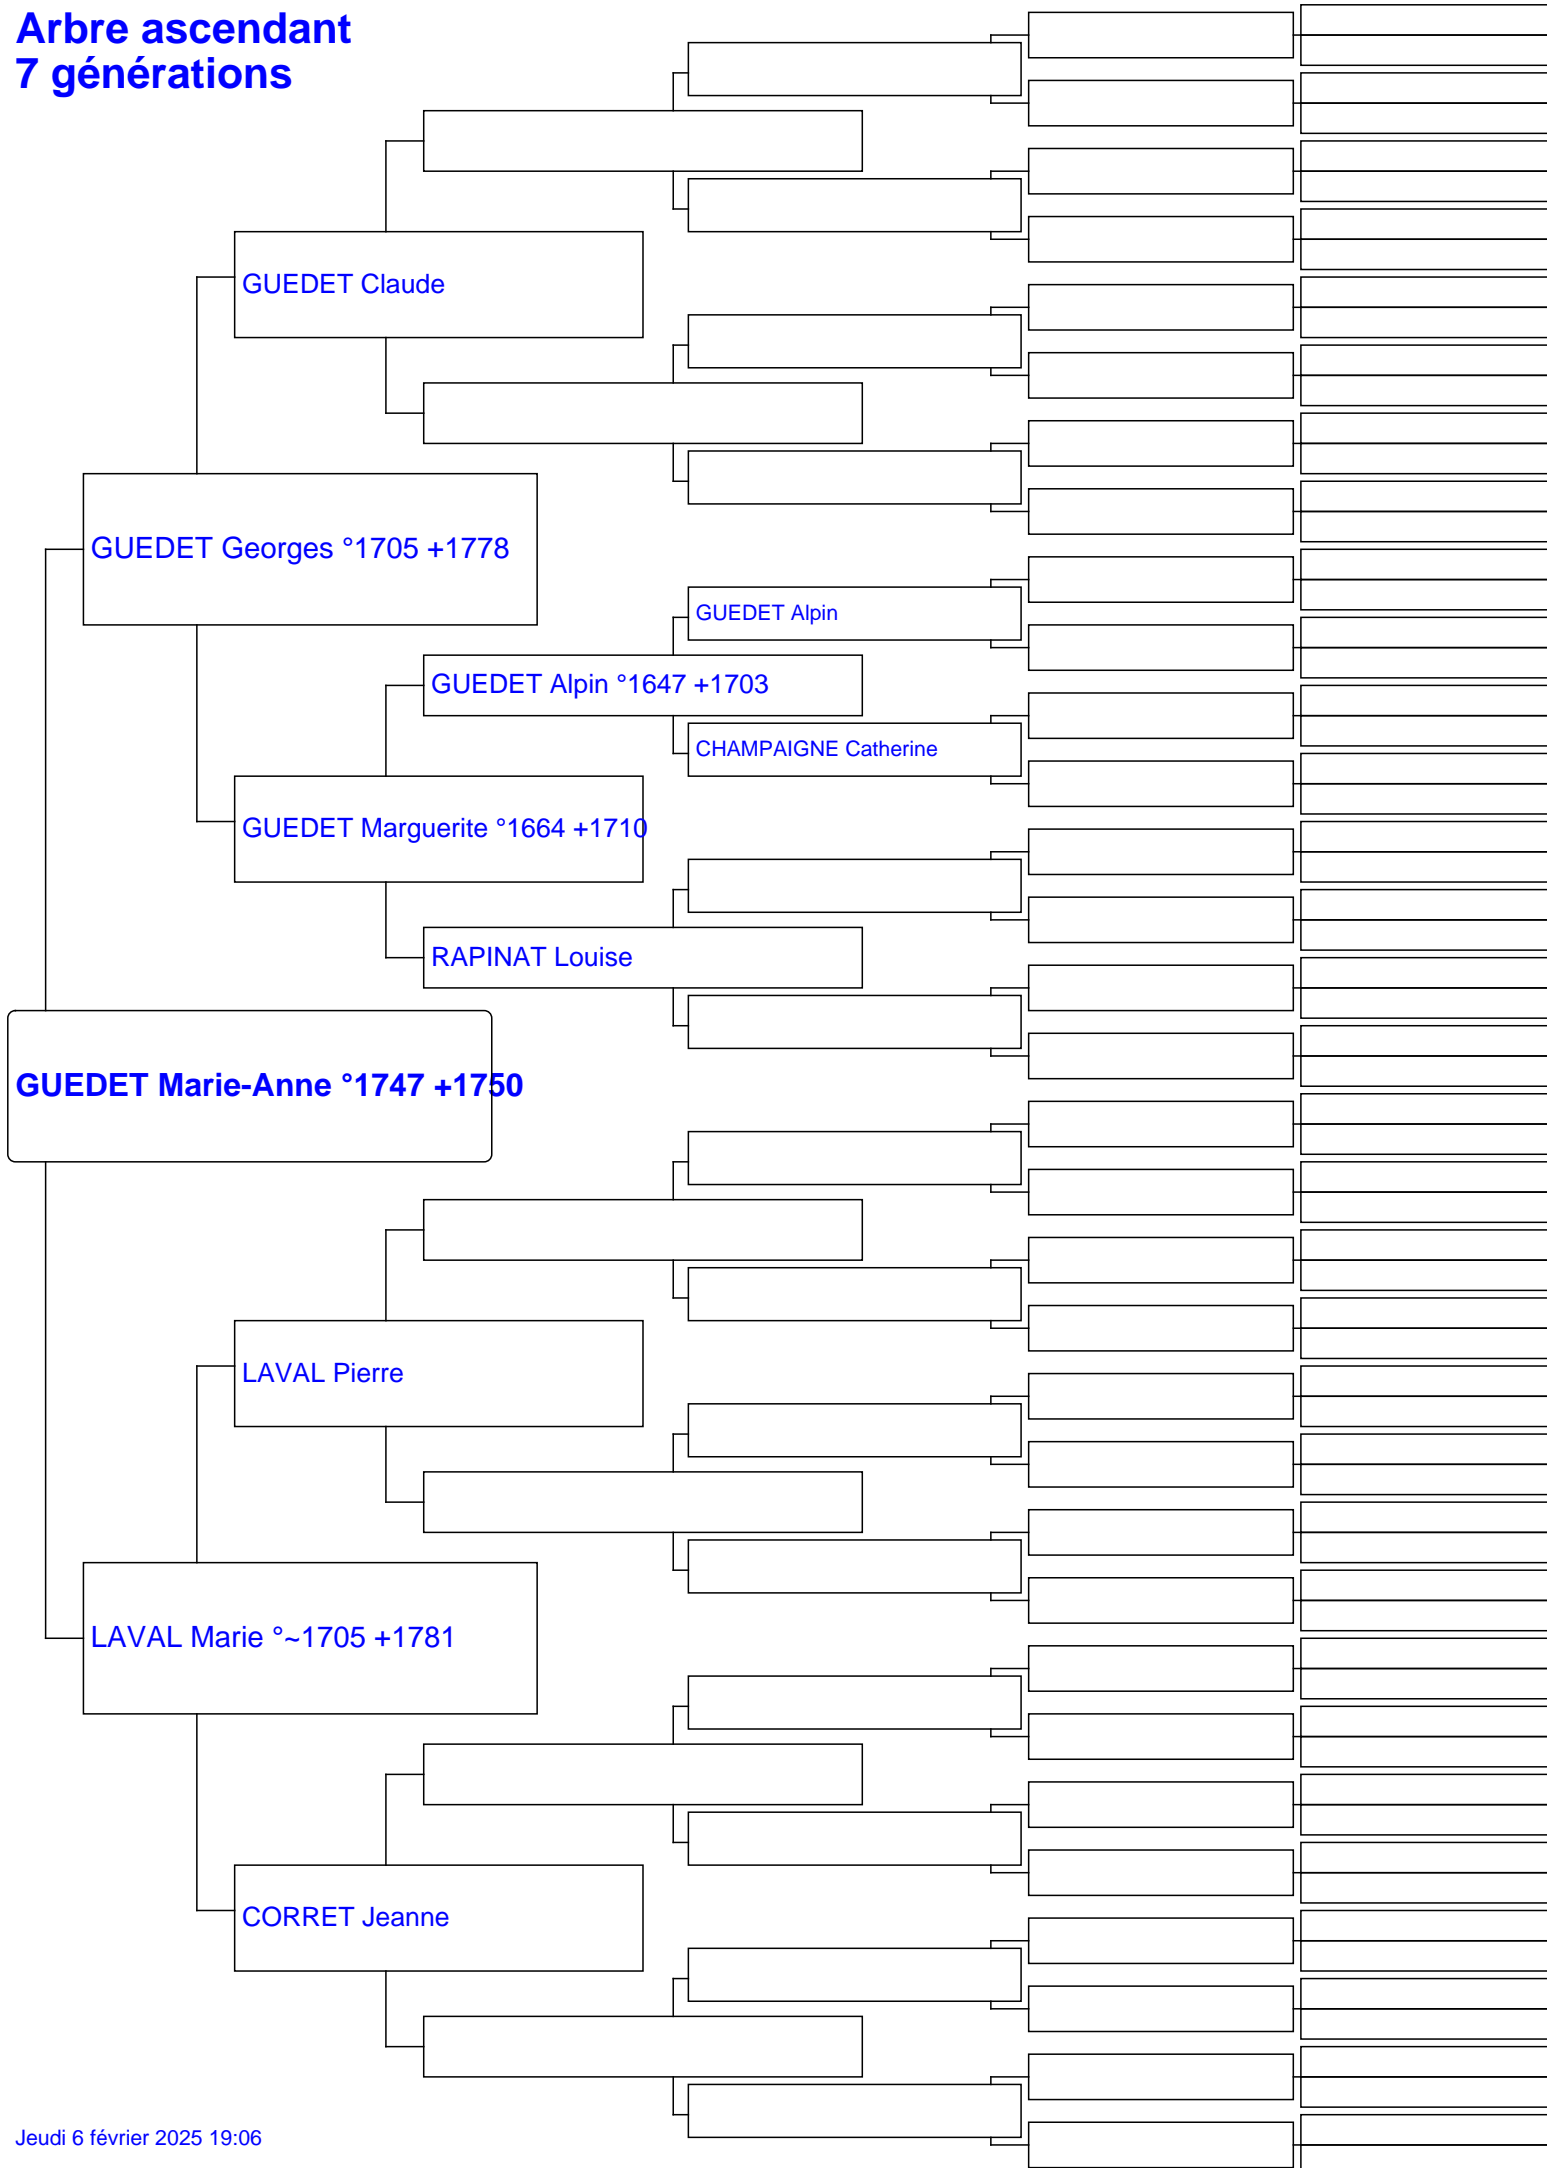 Arbre ascendant
7 générations
GUEDET Claude
GUEDET Georges °1705 +1778
GUEDET Alpin
GUEDET Alpin °1647 +1703
CHAMPAIGNE Catherine
GUEDET Marguerite °1664 +1710
RAPINAT Louise
GUEDET Marie-Anne °1747 +1750
LAVAL Pierre
LAVAL Marie °~1705 +1781
CORRET Jeanne
Jeudi 6 février 2025 19:06